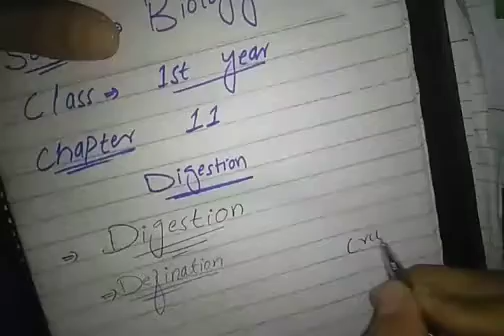 Biology
Class → 1st year
Chapter 11
Digestion
⇒ Digestion
⇒ Defination